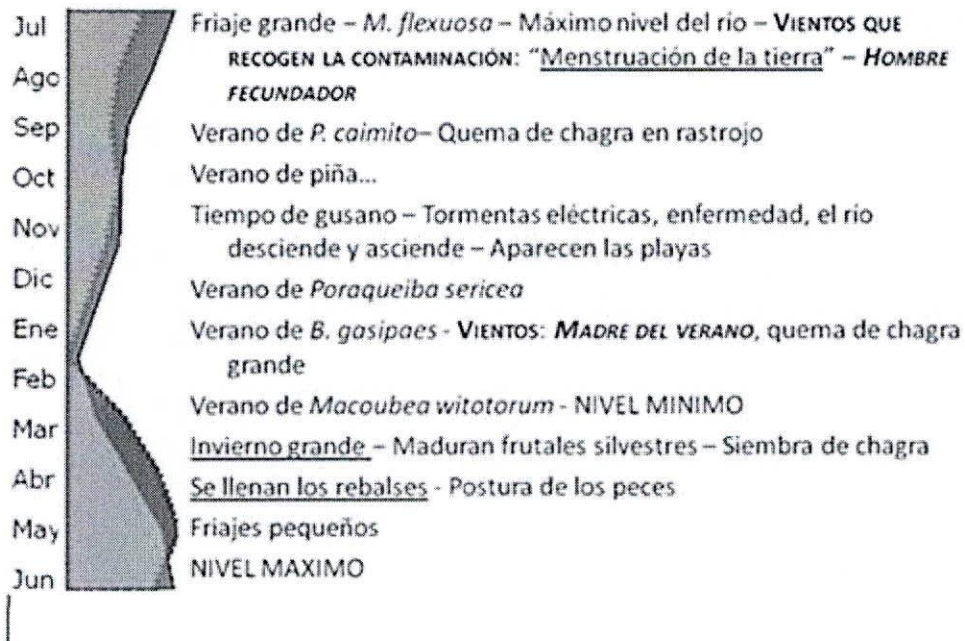 Jul
Ago
Sep
Oct
Nov
Dic
Ene
Feb
Mar
Abr
May
Jun
Friaje grande – M. flexuosa – Máximo nivel del río – VIENTOS QUE
RECOGEN LA CONTAMINACIÓN: "Menstruación de la tierra" – HOMBRE
FECUNDADOR
Verano de P. caimito– Quema de chagra en rastrojo
Verano de piña...
Tiempo de gusano – Tormentas eléctricas, enfermedad, el río
desciende y asciende – Aparecen las playas
Verano de Poraqueiba sericea
Verano de B. gasipaes - VIENTOS: MADRE DEL VERANO, quema de chagra
grande
Verano de Macoubea witotorum - NIVEL MINIMO
Invierno grande – Maduran frutales silvestres – Siembra de chagra
Se llenan los rebalses - Postura de los peces
Friajes pequeños
NIVEL MAXIMO